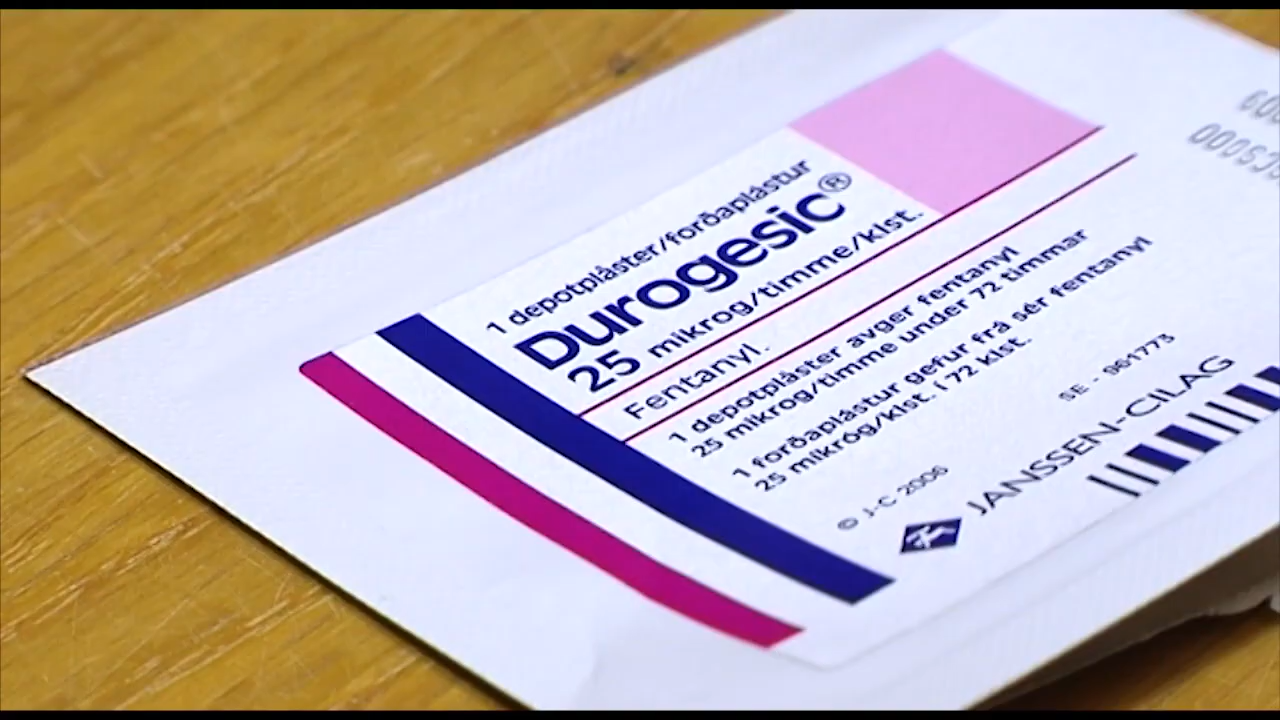 1 depotplåster/forðaplástur
Durogesic®
25 mikrog/timme/klst.
Fentanyl.
1 depotplåster avger fentanyl
25 mikrog/timme under 72 timmar
1 forðaplástur gefur frá sér fentanyl
25 míkróg/klst. í 72 klst.
SE - 961773
© J-C 2006
JANSSEN-CILAG